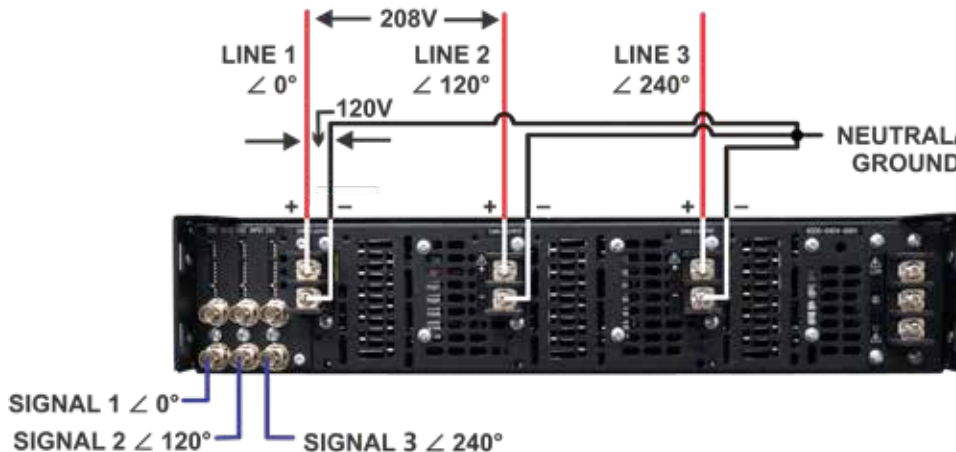 208V
LINE 1
∠ 0°
LINE 2
∠ 120°
LINE 3
∠ 240°
120V
NEUTRAL/
GROUND
+ − + − + −
SIGNAL 1 ∠ 0°
SIGNAL 2 ∠ 120°
SIGNAL 3 ∠ 240°